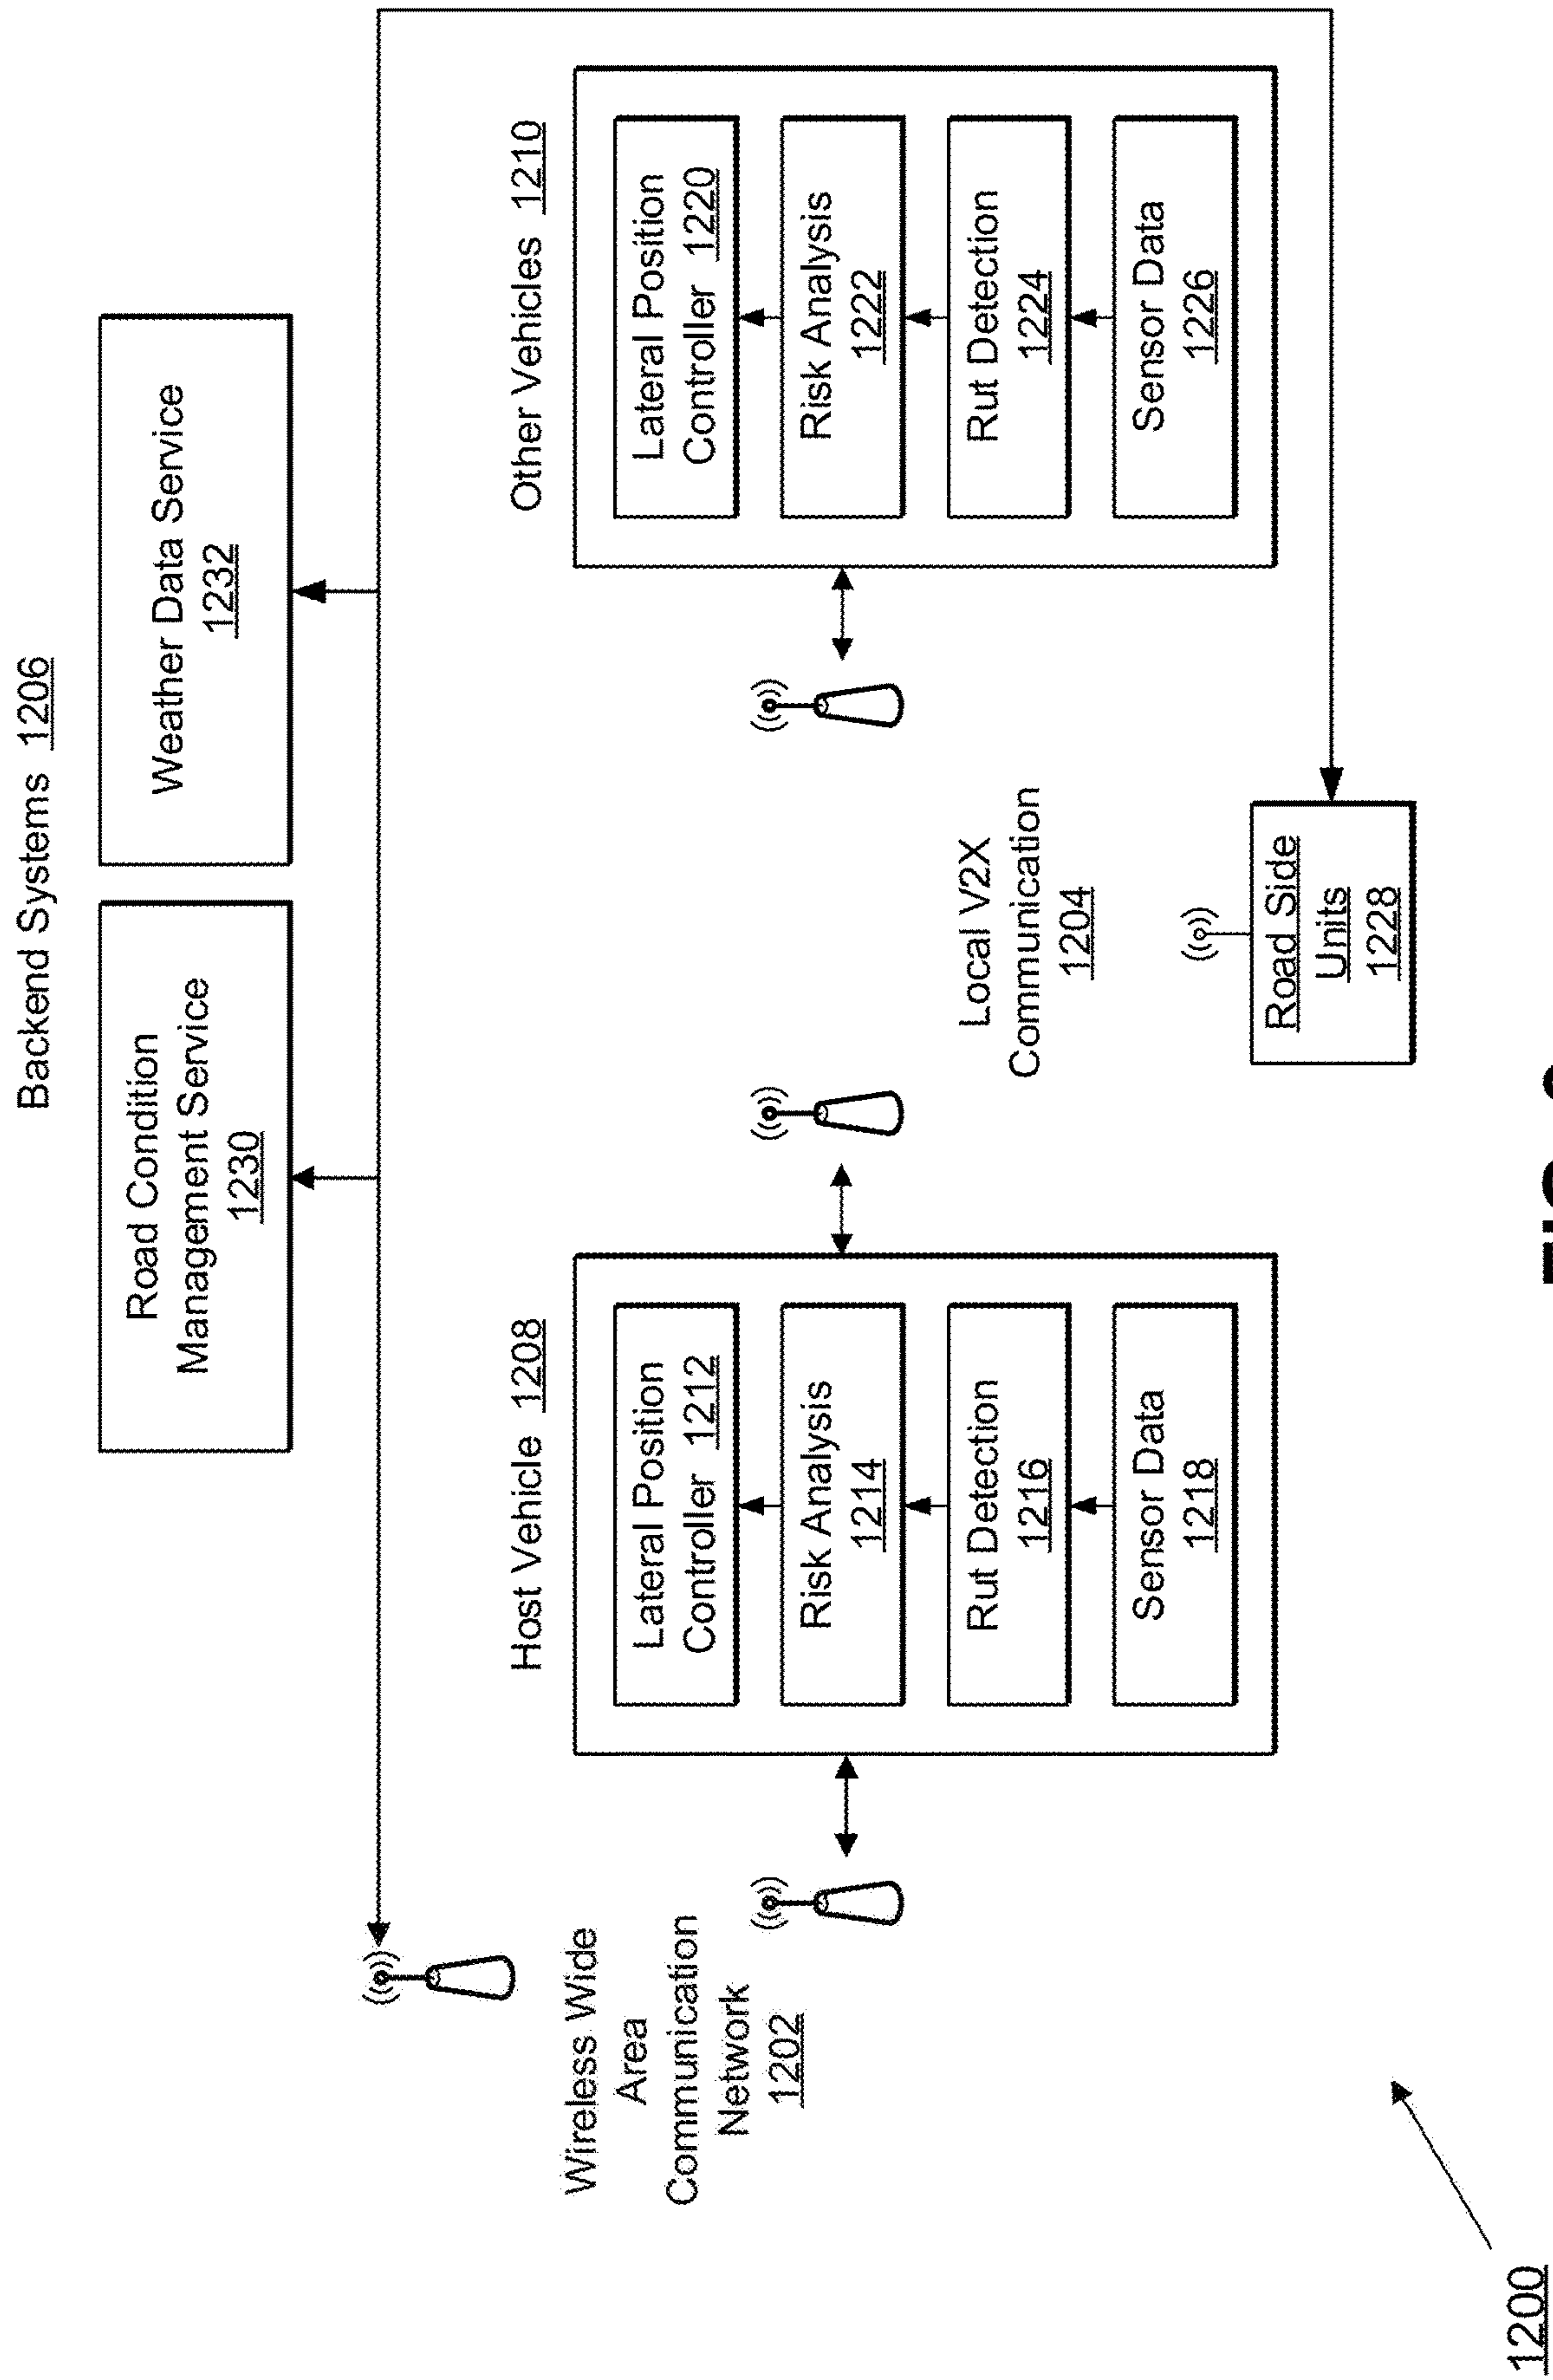 Backend Systems 1206
Road Condition
Management Service
1230
Weather Data Service
1232
Wireless Wide
Area
Communication
Network
1202
Host Vehicle 1208
Lateral Position
Controller 1212
Risk Analysis
1214
Rut Detection
1216
Sensor Data
1218
Local V2X
Communication
1204
Road Side
Units
1228
Other Vehicles 1210
Lateral Position
Controller 1220
Risk Analysis
1222
Rut Detection
1224
Sensor Data
1226
1200